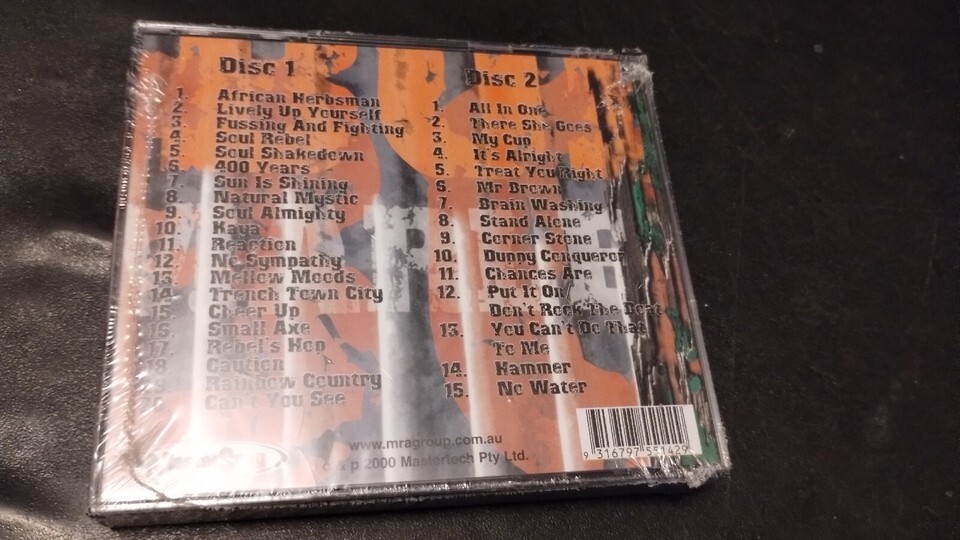 Disc 1
1. African Herbsman
2. Lively Up Yourself
3. Fussing And Fighting
4. Soul Rebel
5. Soul Shakedown
6. 400 Years
7. Sun Is Shining
8. Natural Mystic
9. Soul Almighty
10. Kaya
11. Reaction
12. No Sympathy
13. Mellow Moods
14. Trench Town City
15. Cheer Up
16. Small Axe
17. Rebel's Hop
18 Caution
19. Rainbow Country
20. Can't You See
Disc 2
1. All In One
2. There She Goes
3. My Cup
4. It's Alright
5. Treat You Right
6. Mr Brown
7. Brain Washing
8. Stand Alone
9. Corner Stone
10. Duppy Conqueror
11. Chances Are
12. Put It On
Don't Rock The Boat
13. You Can't Do That
To Me
14. Hammer
15. No Water
www.mragroup.com.au
c & p 2000 Mastertech Pty Ltd.
9 316797 551429